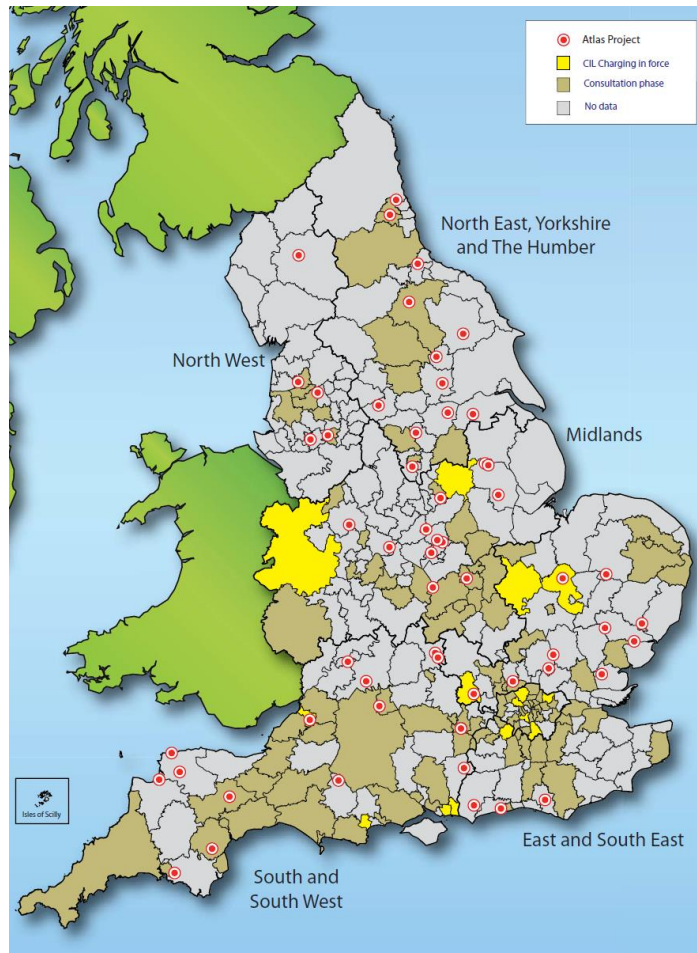 Atlas Project
CIL Charging in force
Consultation phase
No data
North East, Yorkshire
and The Humber
North West
Midlands
Isles of Scilly
East and South East
South and
South West